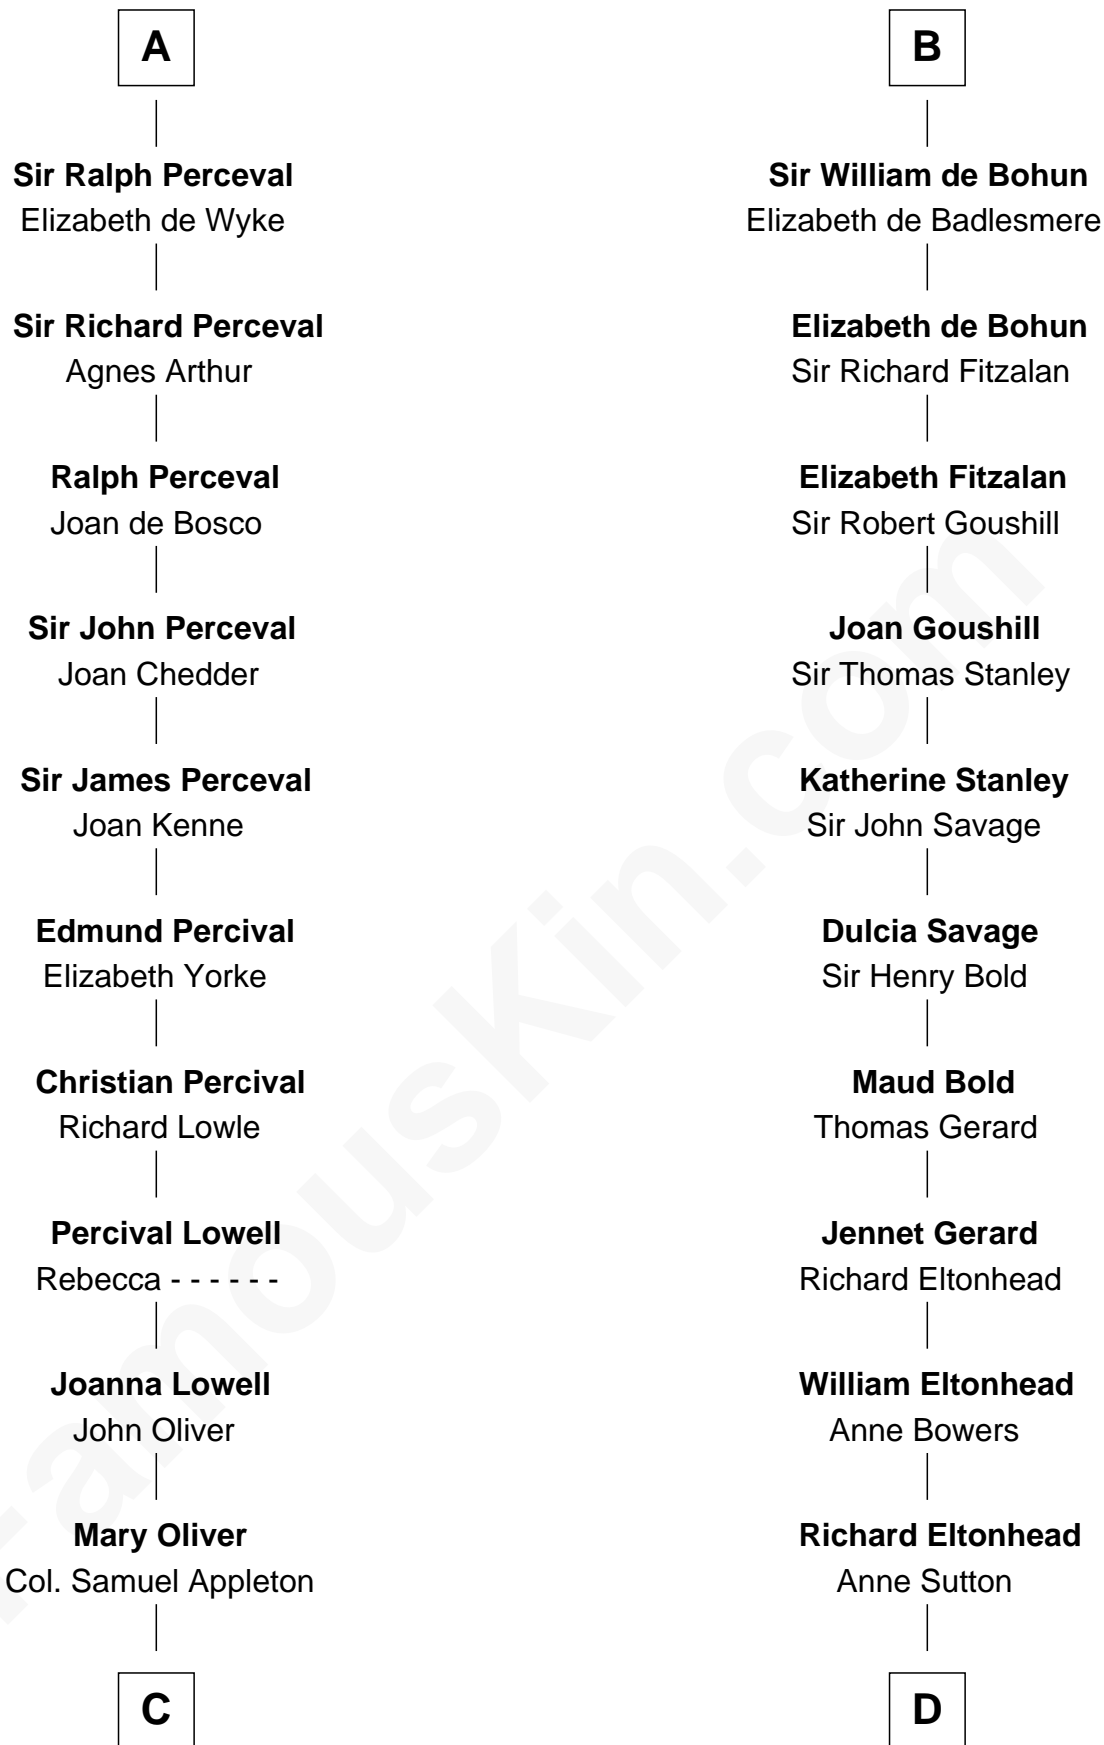 A
Sir Ralph Perceval
Elizabeth de Wyke
Sir Richard Perceval
Agnes Arthur
Ralph Perceval
Joan de Bosco
Sir John Perceval
Joan Chedder
Sir James Perceval
Joan Kenne
Edmund Percival
Elizabeth Yorke
Christian Percival
Richard Lowle
Percival Lowell
Rebecca - - - - - -
Joanna Lowell
John Oliver
Mary Oliver
Col. Samuel Appleton
C
B
Sir William de Bohun
Elizabeth de Badlesmere
Elizabeth de Bohun
Sir Richard Fitzalan
Elizabeth Fitzalan
Sir Robert Goushill
Joan Goushill
Sir Thomas Stanley
Katherine Stanley
Sir John Savage
Dulcia Savage
Sir Henry Bold
Maud Bold
Thomas Gerard
Jennet Gerard
Richard Eltonhead
William Eltonhead
Anne Bowers
Richard Eltonhead
Anne Sutton
D
FamousKin.com